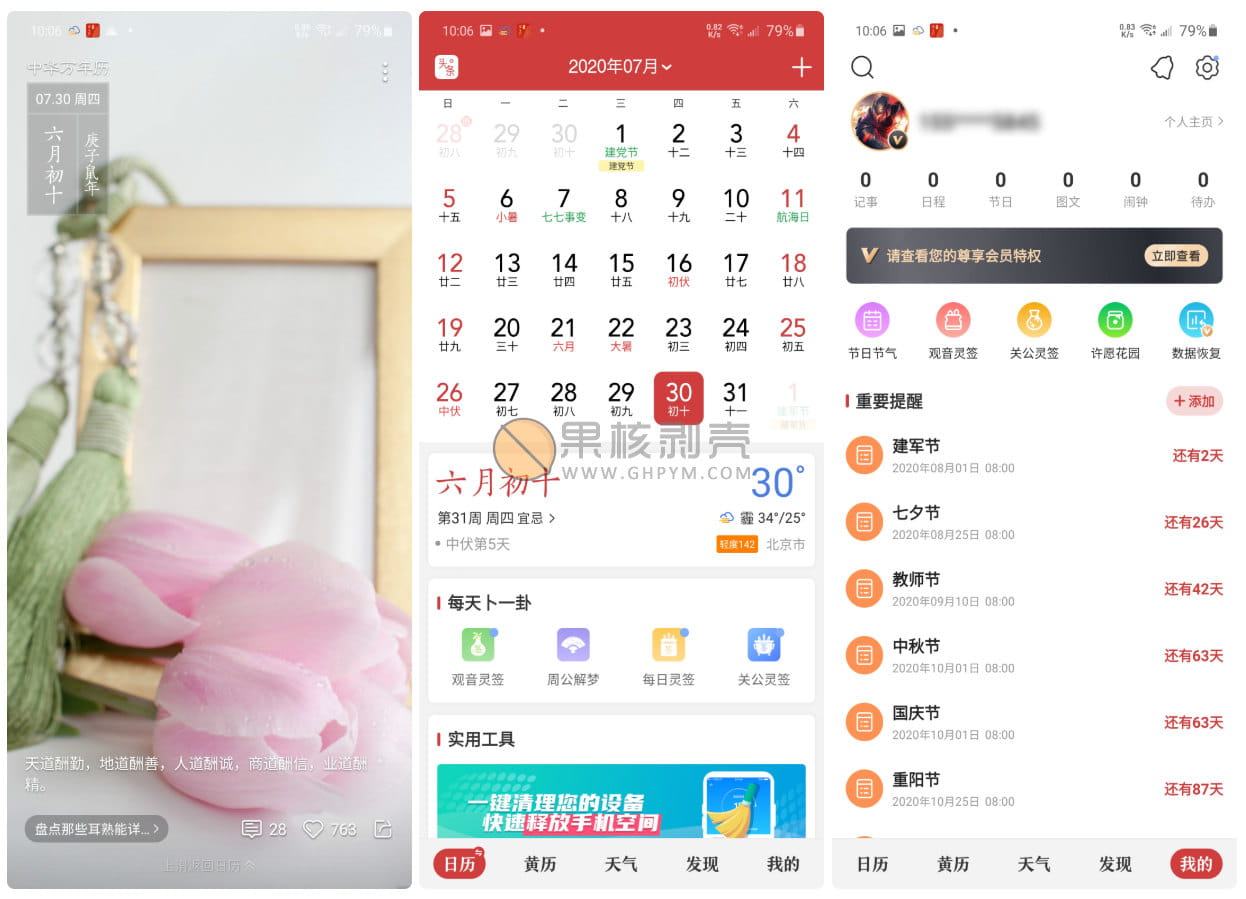 10:06
0.85
K/s
79%
中华万年历
07.30 周四
六月初十
庚子鼠年
天道酬勤，地道酬善，人道酬诚，商道酬信，业道酬
精。
盘点那些耳熟能详...
28
763
上滑返回日历
10:06
0.82
K/s
79%
头条
2020年07月
日 一 二 三 四 五 六
28 29 30 1 2 3 4
初八 初九 初十 建党节 十二 十三 十四
建党节
5 6 7 8 9 10 11
十五 小暑 七七事变 十八 十九 二十 航海日
12 13 14 15 16 17 18
廿二 廿三 廿四 廿五 初伏 廿七 廿八
19 20 21 22 23 24 25
廿九 三十 六月 大暑 初三 初四 初五
26 27 28 29 30 31 1
中伏 初七 初八 初九 初十 十一 建军节
建军节
果核剥壳
WWW.GHPYM.COM
六月初十
30°
第31周 周四 宜忌
霾 34°/25°
中伏第5天
轻度142 北京市
每天卜一卦
观音灵签 周公解梦 每日灵签 关公灵签
实用工具
一键清理您的设备
快速释放手机空间
日历 黄历 天气 发现 我的
10:06
0.83
K/s
79%
个人主页
0 0 0 0 0 0
记事 日程 节日 图文 闹钟 待办
请查看您的尊享会员特权
立即查看
节日节气 观音灵签 关公灵签 许愿花园 数据恢复
重要提醒
+添加
建军节
2020年08月01日 08:00
还有2天
七夕节
2020年08月25日 08:00
还有26天
教师节
2020年09月10日 08:00
还有42天
中秋节
2020年10月01日 08:00
还有63天
国庆节
2020年10月01日 08:00
还有63天
重阳节
2020年10月25日 08:00
还有87天
日历 黄历 天气 发现 我的